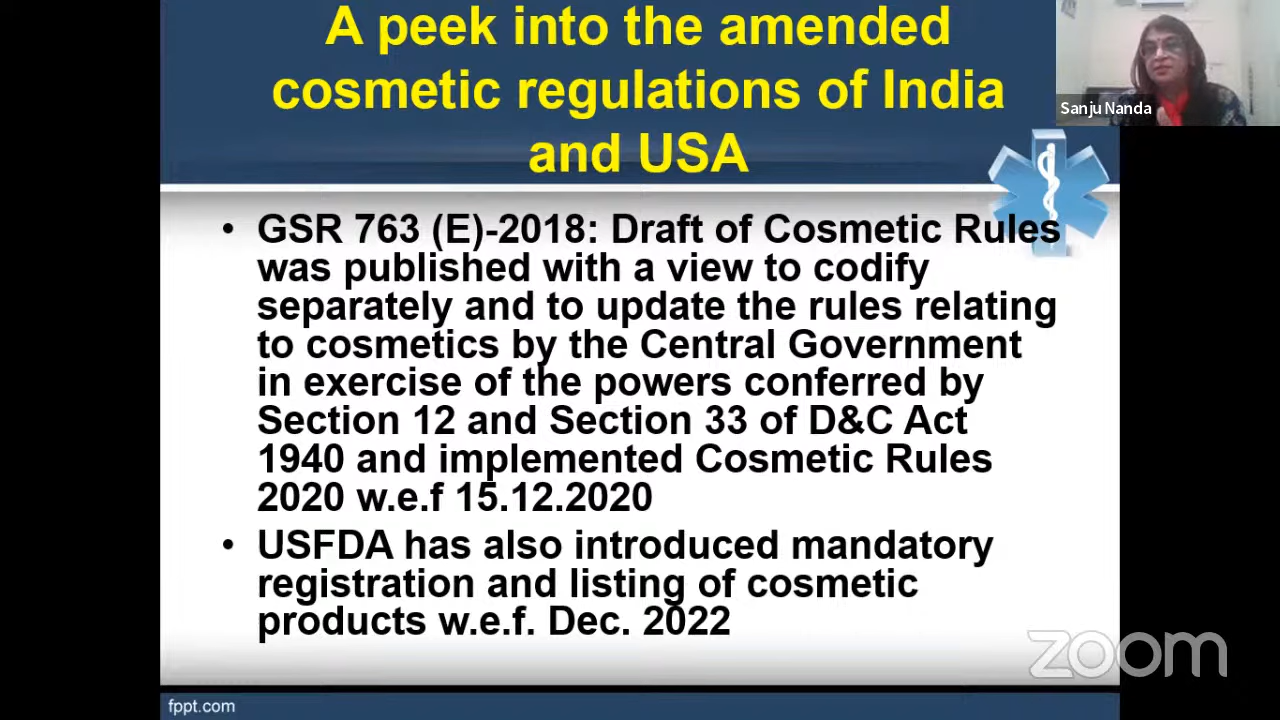 A peek into the amended
cosmetic regulations of India
and USA
Sanju Nanda
• GSR 763 (E)-2018: Draft of Cosmetic Rules
was published with a view to codify
separately and to update the rules relating
to cosmetics by the Central Government
in exercise of the powers conferred by
Section 12 and Section 33 of D&C Act
1940 and implemented Cosmetic Rules
2020 w.e.f 15.12.2020
• USFDA has also introduced mandatory
registration and listing of cosmetic
products w.e.f. Dec. 2022
zoom
fppt.com